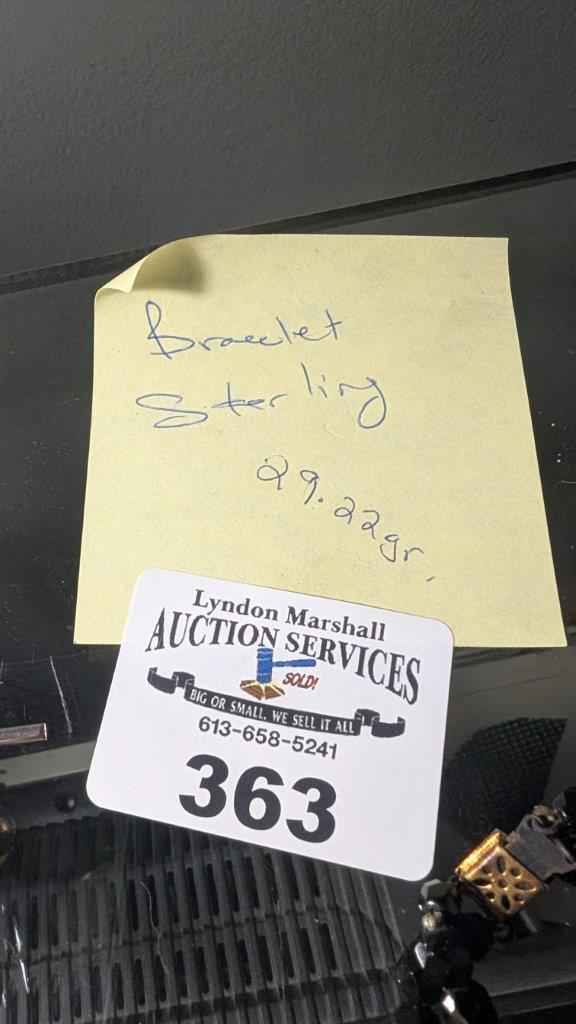 Bracelet
Sterling
29.22gr.
Lyndon Marshall
AUCTION SERVICES
SOLD!
BIG OR SMALL, WE SELL IT ALL
613-658-5241
363